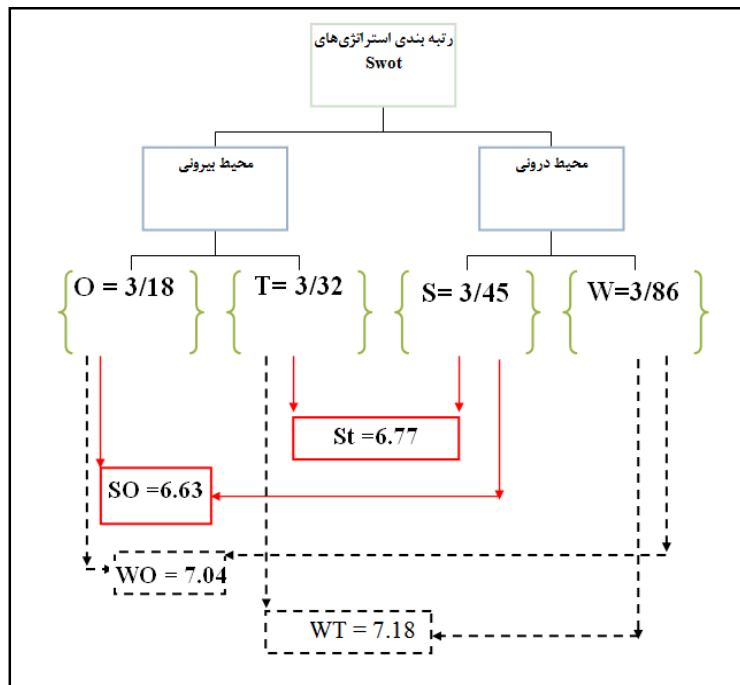 رتبه بندی استراتژی‌های
Swot
محیط بیرونی
محیط درونی
O = 3/18
T= 3/32
S= 3/45
W=3/86
St =6.77
SO =6.63
WO = 7.04
WT = 7.18